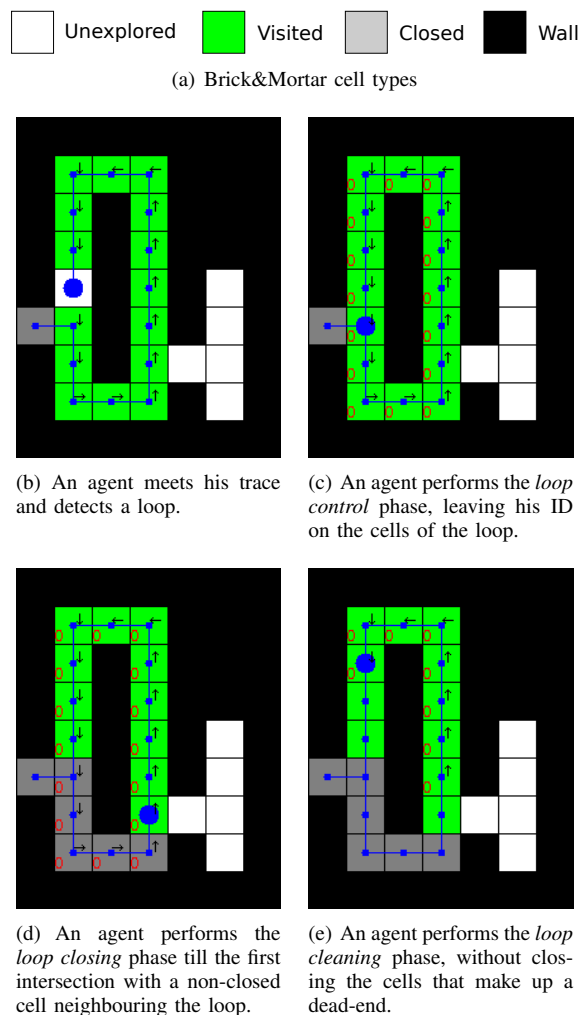 Unexplored Visited Closed Wall
(a) Brick&Mortar cell types
(b) An agent meets his trace
and detects a loop.
(c) An agent performs the loop
control phase, leaving his ID
on the cells of the loop.
(d) An agent performs the
loop closing phase till the first
intersection with a non-closed
cell neighbouring the loop.
(e) An agent performs the loop
cleaning phase, without clos-
ing the cells that make up a
dead-end.